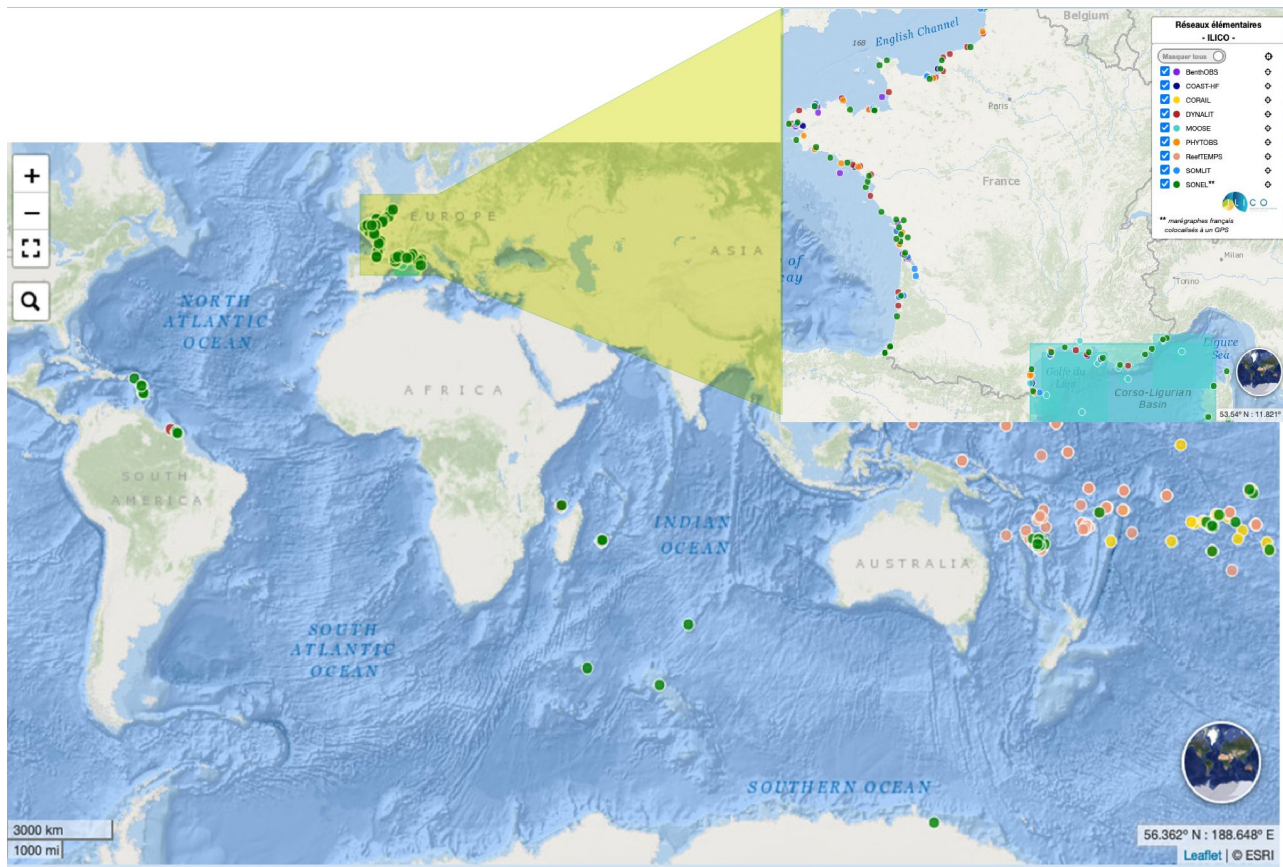 Belgium
English Channel
168
Paris
France
of
ay
Milan
Torino
Ligure
Sea
Golfe du
Lion
Corso-Ligurian
Basin
53.54° N : 11.821°
Réseaux élémentaires
- ILICO -
Masquer tous
BenthOBS
COAST-HF
CORAIL
DYNALIT
MOOSE
PHYTOBS
ReefTEMPS
SOMLIT
SONEL**
ILICO
** marégraphes français
colocalisés à un GPS
+
−
EUROPE
ASIA
NORTH
ATLANTIC
OCEAN
AFRICA
SOUTH
AMERICA
INDIAN
OCEAN
AUSTRALIA
SOUTH
ATLANTIC
OCEAN
SOUTHERN OCEAN
3000 km
1000 mi
56.362° N : 188.648° E
Leaflet | © ESRI